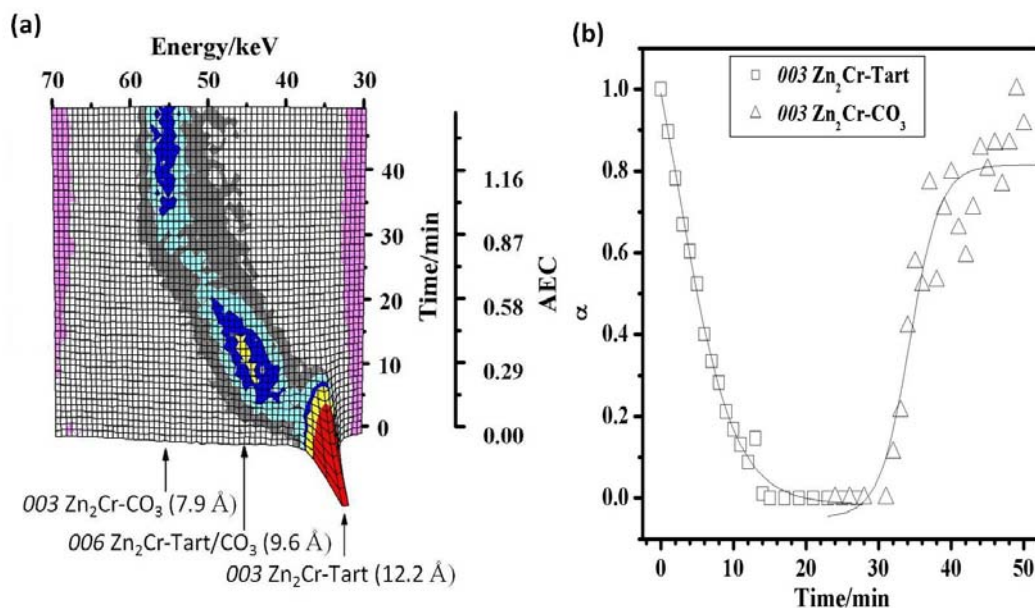 (a)
Energy/keV
70 60 50 40 30
40
30
20
10
0
Time/min
1.16
0.87
0.58
0.29
0.00
AEC
003 Zn₂Cr-CO₃ (7.9 Å)
006 Zn₂Cr-Tart/CO₃ (9.6 Å)
003 Zn₂Cr-Tart (12.2 Å)
(b)
003 Zn₂Cr-Tart
003 Zn₂Cr-CO₃
1.0
0.8
0.6
0.4
0.2
0.0
α
0 10 20 30 40 50
Time/min